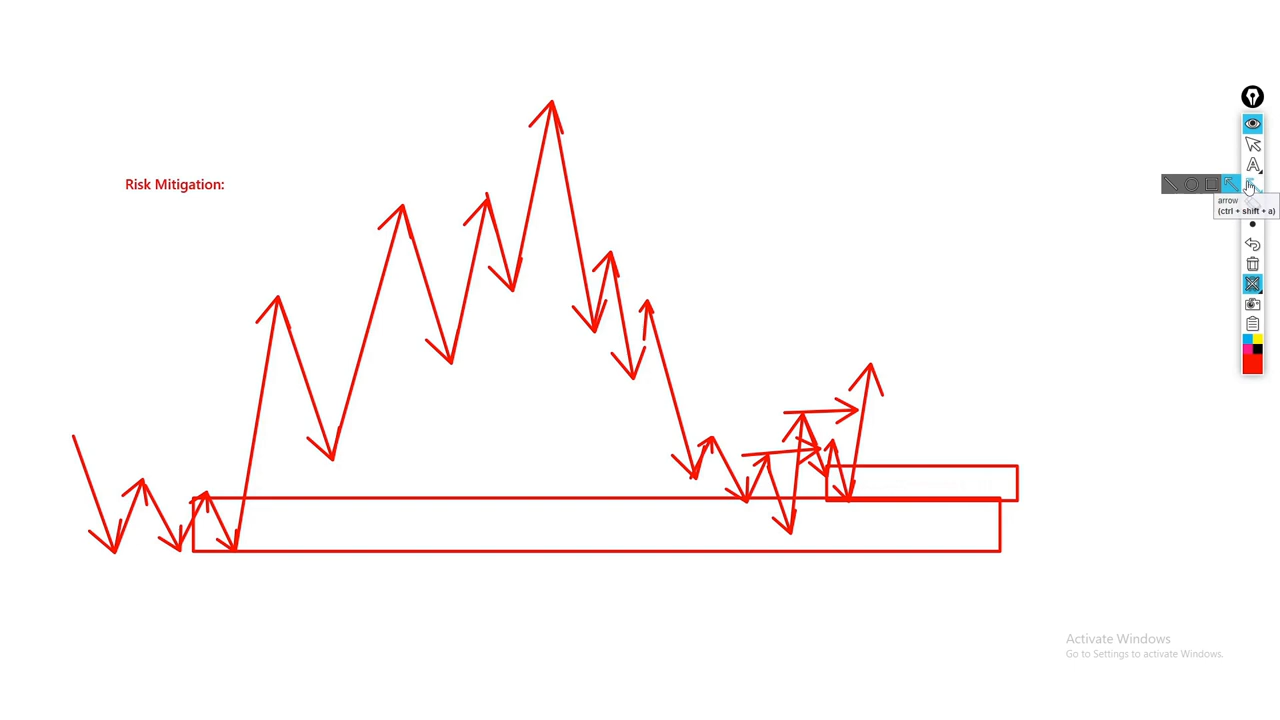 Risk Mitigation:
A
arrow
(ctrl + shift + a)
Activate Windows
Go to Settings to activate Windows.